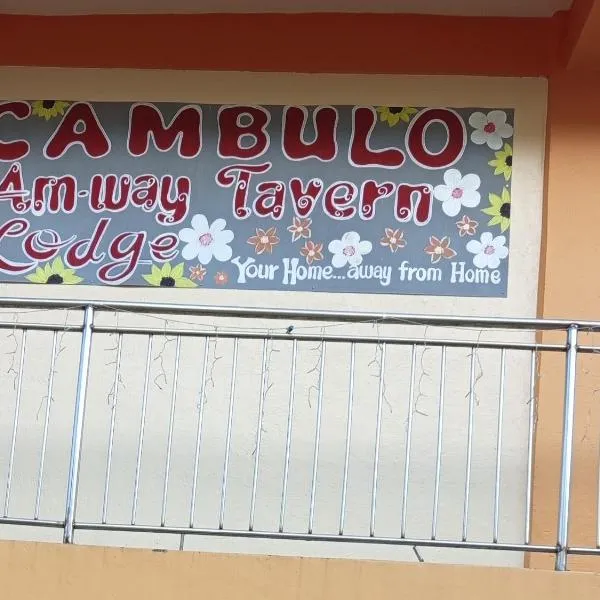 CAMBULO
Am-way Tavern
Lodge
Your Home...away from Home